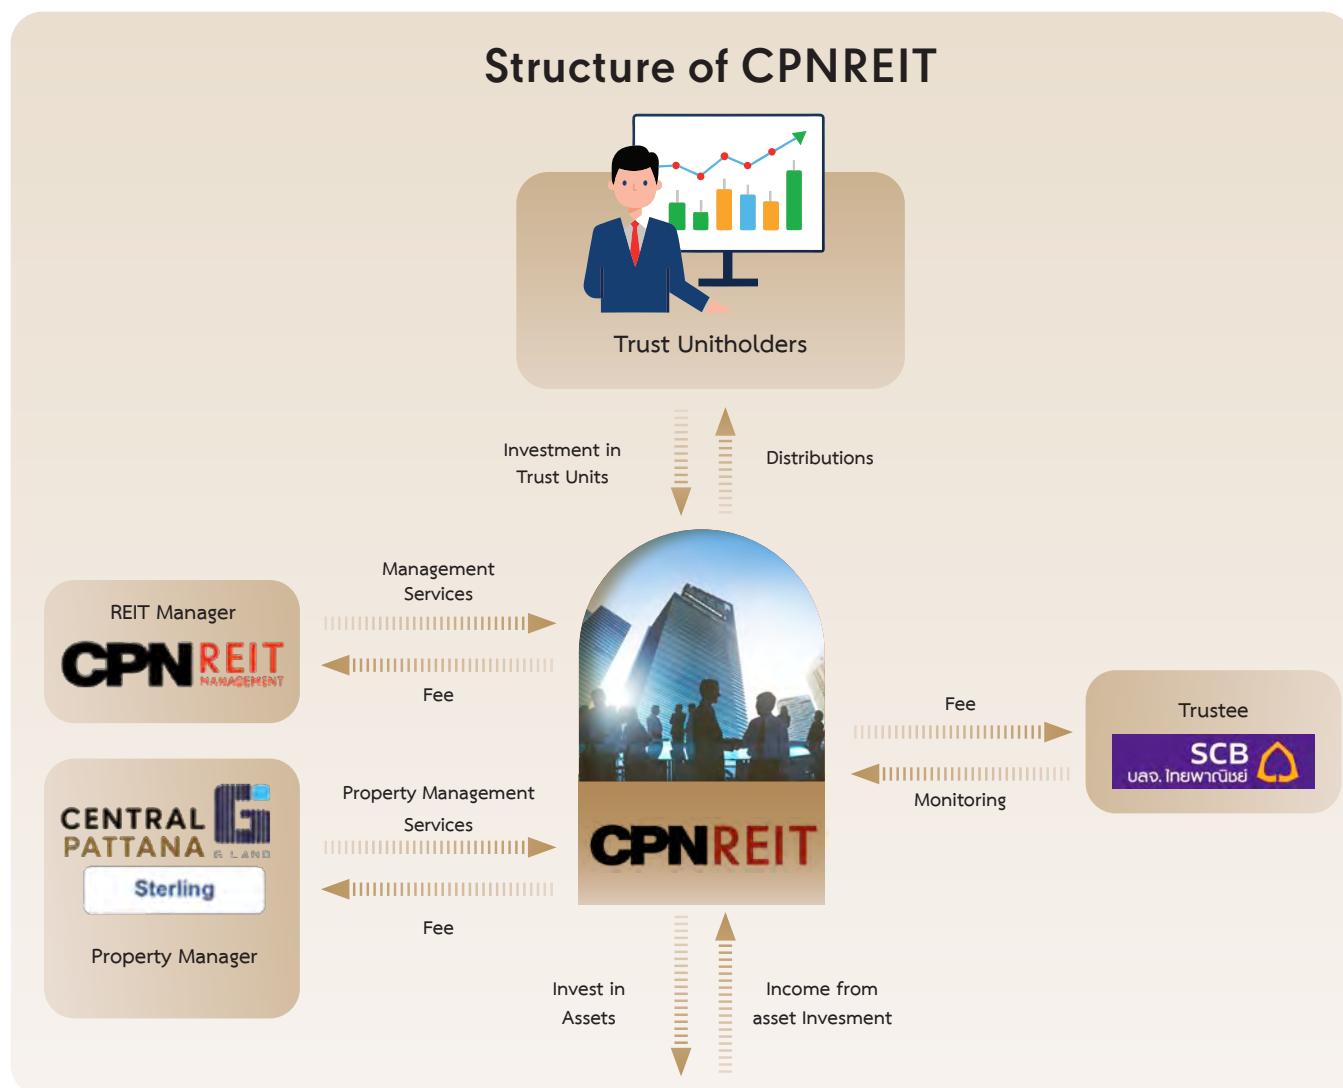 Structure of CPNREIT
Trust Unitholders
Investment in
Trust Units
Distributions
Management
Services
REIT Manager
CPN REIT
MANAGEMENT
Fee
Fee
Trustee
SCB
บลจ. ไทยพาณิชย์
Monitoring
CENTRAL
PATTANA
G LAND
Sterling
Property Manager
Property Management
Services
Fee
CPNREIT
Invest in
Assets
Income from
asset Invesment